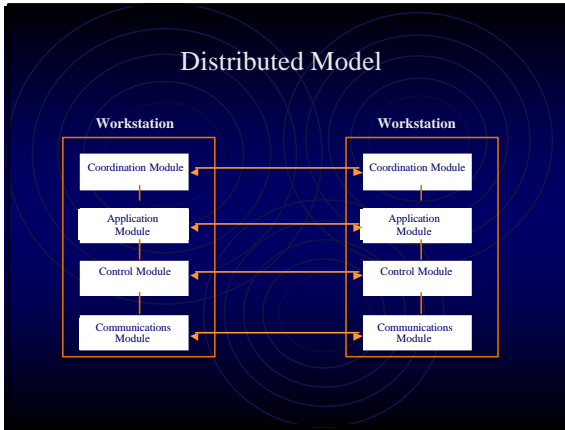 Distributed Model
Workstation
Workstation
Coordination Module
Coordination Module
Application
Module
Application
Module
Control Module
Control Module
Communications
Module
Communications
Module